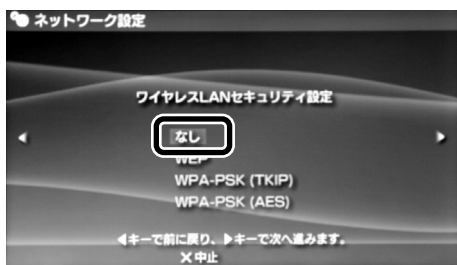 ネットワーク設定
ワイヤレスLANセキュリティ設定
なし
WEP
WPA-PSK (TKIP)
WPA-PSK (AES)
◀キーで前に戻り、▶キーで次へ進みます。
✕中止